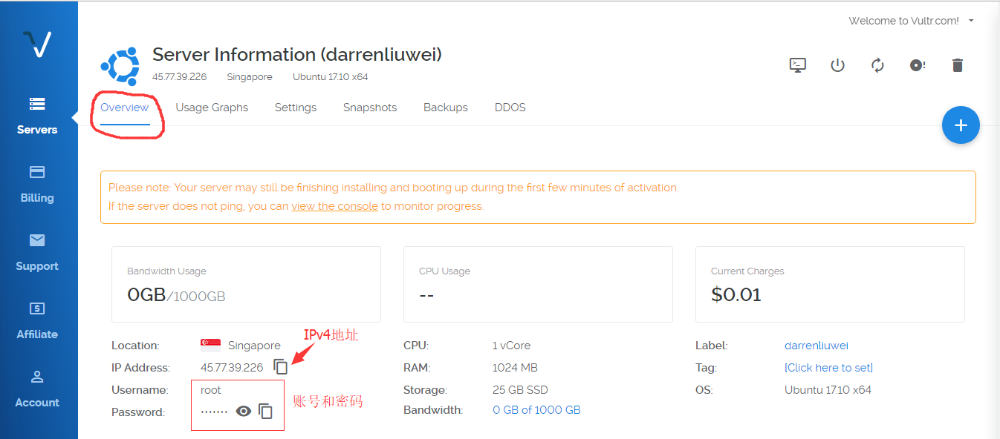 Welcome to Vultr.com!
Server Information (darrenliuwei)
45.77.39.226 Singapore Ubuntu 17.10 x64
Overview Usage Graphs Settings Snapshots Backups DDOS
Servers
Billing
Support
Affiliate
Account
Please note: Your server may still be finishing installing and booting up during the first few minutes of activation.
If the server does not ping, you can view the console to monitor progress.
Bandwidth Usage
0GB/1000GB
CPU Usage
--
Current Charges
$0.01
IPv4地址
Location: Singapore
IP Address: 45.77.39.226
Username: root
Password: ·······
账号和密码
CPU: 1 vCore
RAM: 1024 MB
Storage: 25 GB SSD
Bandwidth: 0 GB of 1000 GB
Label: darrenliuwei
Tag: [Click here to set]
OS: Ubuntu 17.10 x64